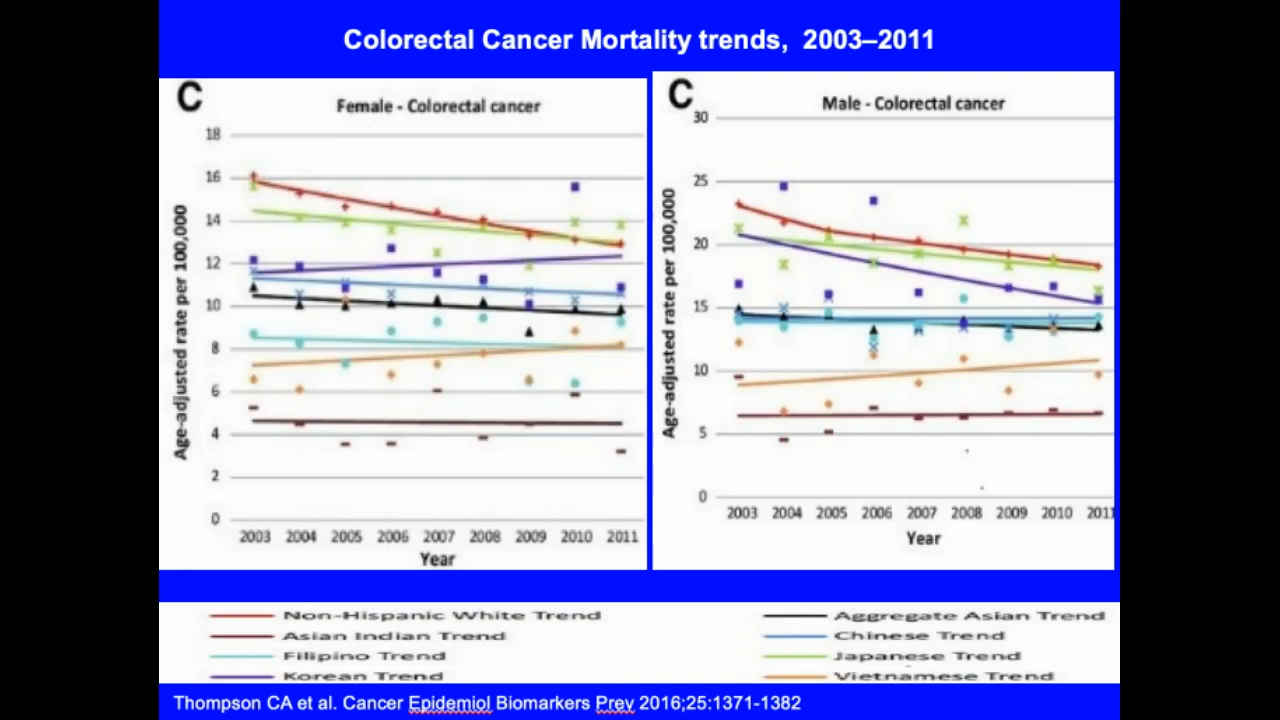 Colorectal Cancer Mortality trends, 2003–2011
C
Female - Colorectal cancer
Age-adjusted rate per 100,000
18
16
14
12
10
8
6
4
2
0
2003 2004 2005 2006 2007 2008 2009 2010 2011
Year
C
Male - Colorectal cancer
Age-adjusted rate per 100,000
30
25
20
15
10
5
0
2003 2004 2005 2006 2007 2008 2009 2010 2011
Year
Non-Hispanic White Trend
Aggregate Asian Trend
Asian Indian Trend
Chinese Trend
Filipino Trend
Japanese Trend
Korean Trend
Vietnamese Trend
Thompson CA et al. Cancer Epidemiol Biomarkers Prev 2016;25:1371-1382